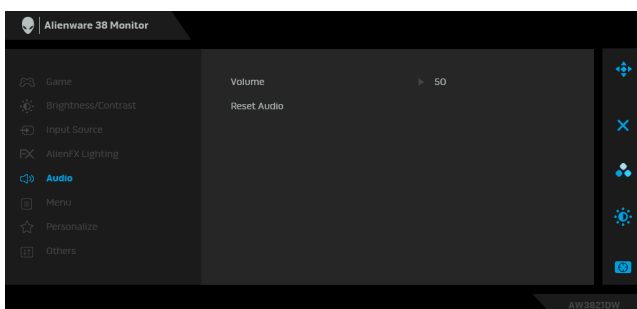 Alienware 38 Monitor
Game
Brightness/Contrast
Input Source
AlienFX Lighting
Audio
Menu
Personalize
Others
Volume 50
Reset Audio
AW3821DW